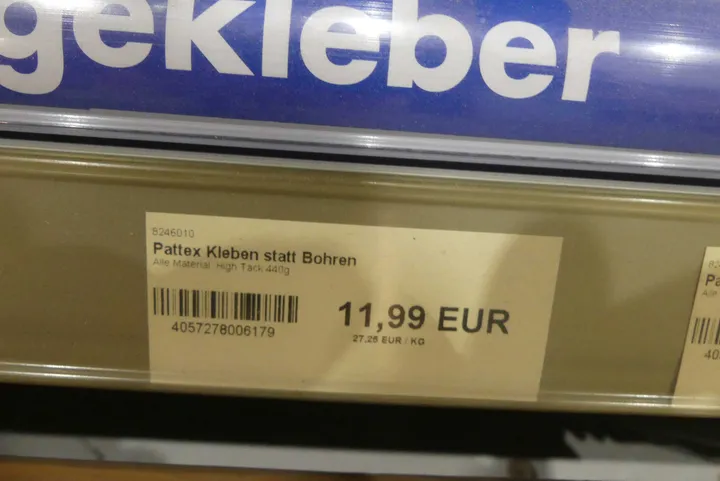 gekleber
8246010
Pattex Kleben statt Bohren
Alle Material. High Tack 440g
4057278006179
11,99 EUR
27,25 EUR / KG